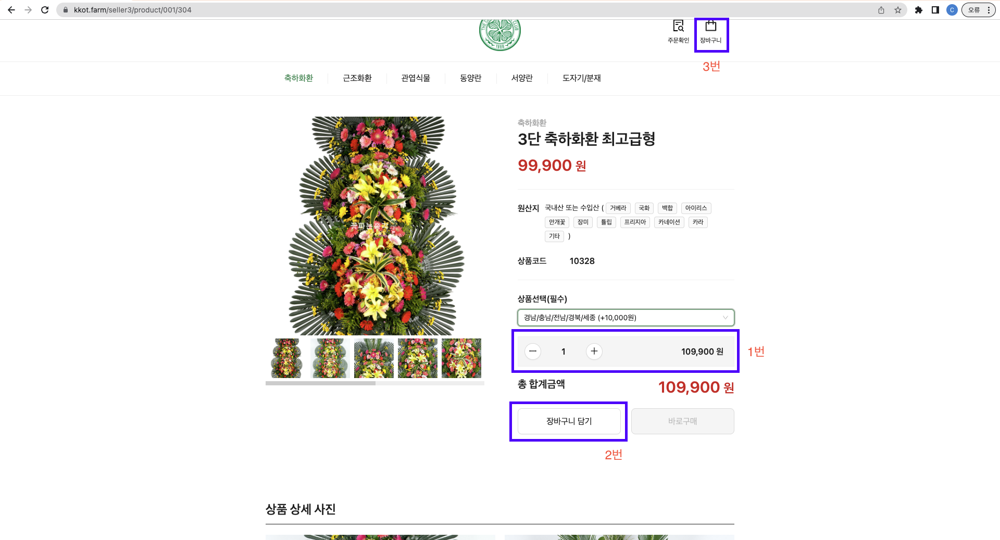 kkot.farm/seller3/product/001/304
C
오류
1888
주문확인
장바구니
3번
축하화환
근조화환
관엽식물
동양란
서양란
도자기/분재
축하화환
3단 축하화환 최고급형
99,900 원
원산지 국내산 또는 수입산 ( 거베라 국화 백합 아이리스
안개꽃 장미 튤립 프리지아 카네이션 카라
기타 )
상품코드 10328
상품선택(필수)
경남/충남/전남/경북/세종 (+10,000원)
1 109,900 원
1번
총 합계금액 109,900 원
장바구니 담기
바로구매
2번
상품 상세 사진